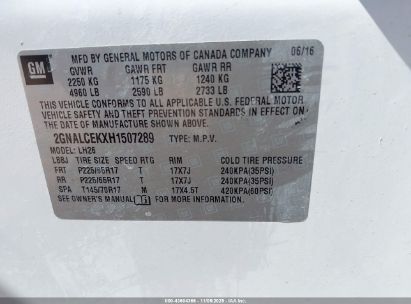 GM
MFD BY GENERAL MOTORS OF CANADA COMPANY 06/16
GVWR GAWR FRT GAWR RR
2250 KG 1175 KG 1240 KG
4960 LB 2590 LB 2733 LB
THIS VEHICLE CONFORMS TO ALL APPLICABLE U.S. FEDERAL MOTOR
VEHICLE SAFETY STANDARDS IN EFFECT ON THE DATE OF
MANUFACTURE SHOWN ABOVE.
2GNALCEKXH1507289 TYPE: M.P.V.
MODEL: LH26
LBBJ TIRE SIZE SPEED RTG RIM COLD TIRE PRESSURE
FRT P225/65R17 T 17X7J 240KPA(35PSI)
RR P225/65R17 T 17X7J 240KPA(35PSI)
SPA T145/70R17 M 17X4.5T 420KPA(60PSI)
SEE OWNER'S MANUAL FOR MORE INFORMATION